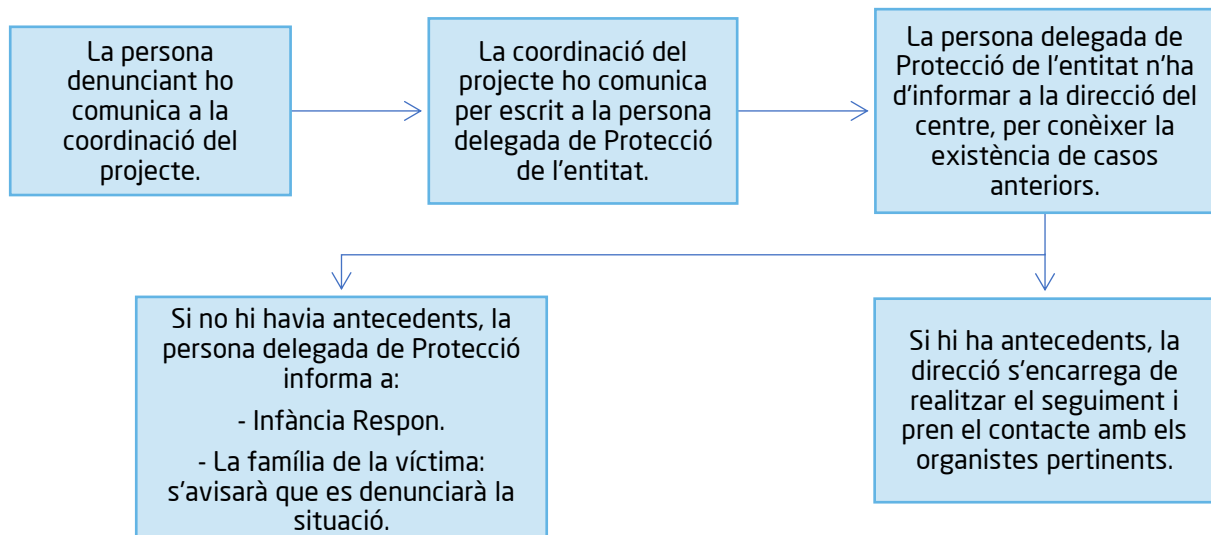 La persona
denunciant ho
comunica a la
coordinació del
projecte.
La coordinació del
projecte ho comunica
per escrit a la persona
delegada de Protecció
de l'entitat.
La persona delegada de
Protecció de l'entitat n'ha
d'informar a la direcció del
centre, per conèixer la
existència de casos
anteriors.
Si no hi havia antecedents, la
persona delegada de Protecció
informa a:
- Infància Respon.
- La família de la víctima:
s'avisarà que es denunciarà la
situació.
Si hi ha antecedents, la
direcció s'encarrega de
realitzar el seguiment i
pren el contacte amb els
organistes pertinents.